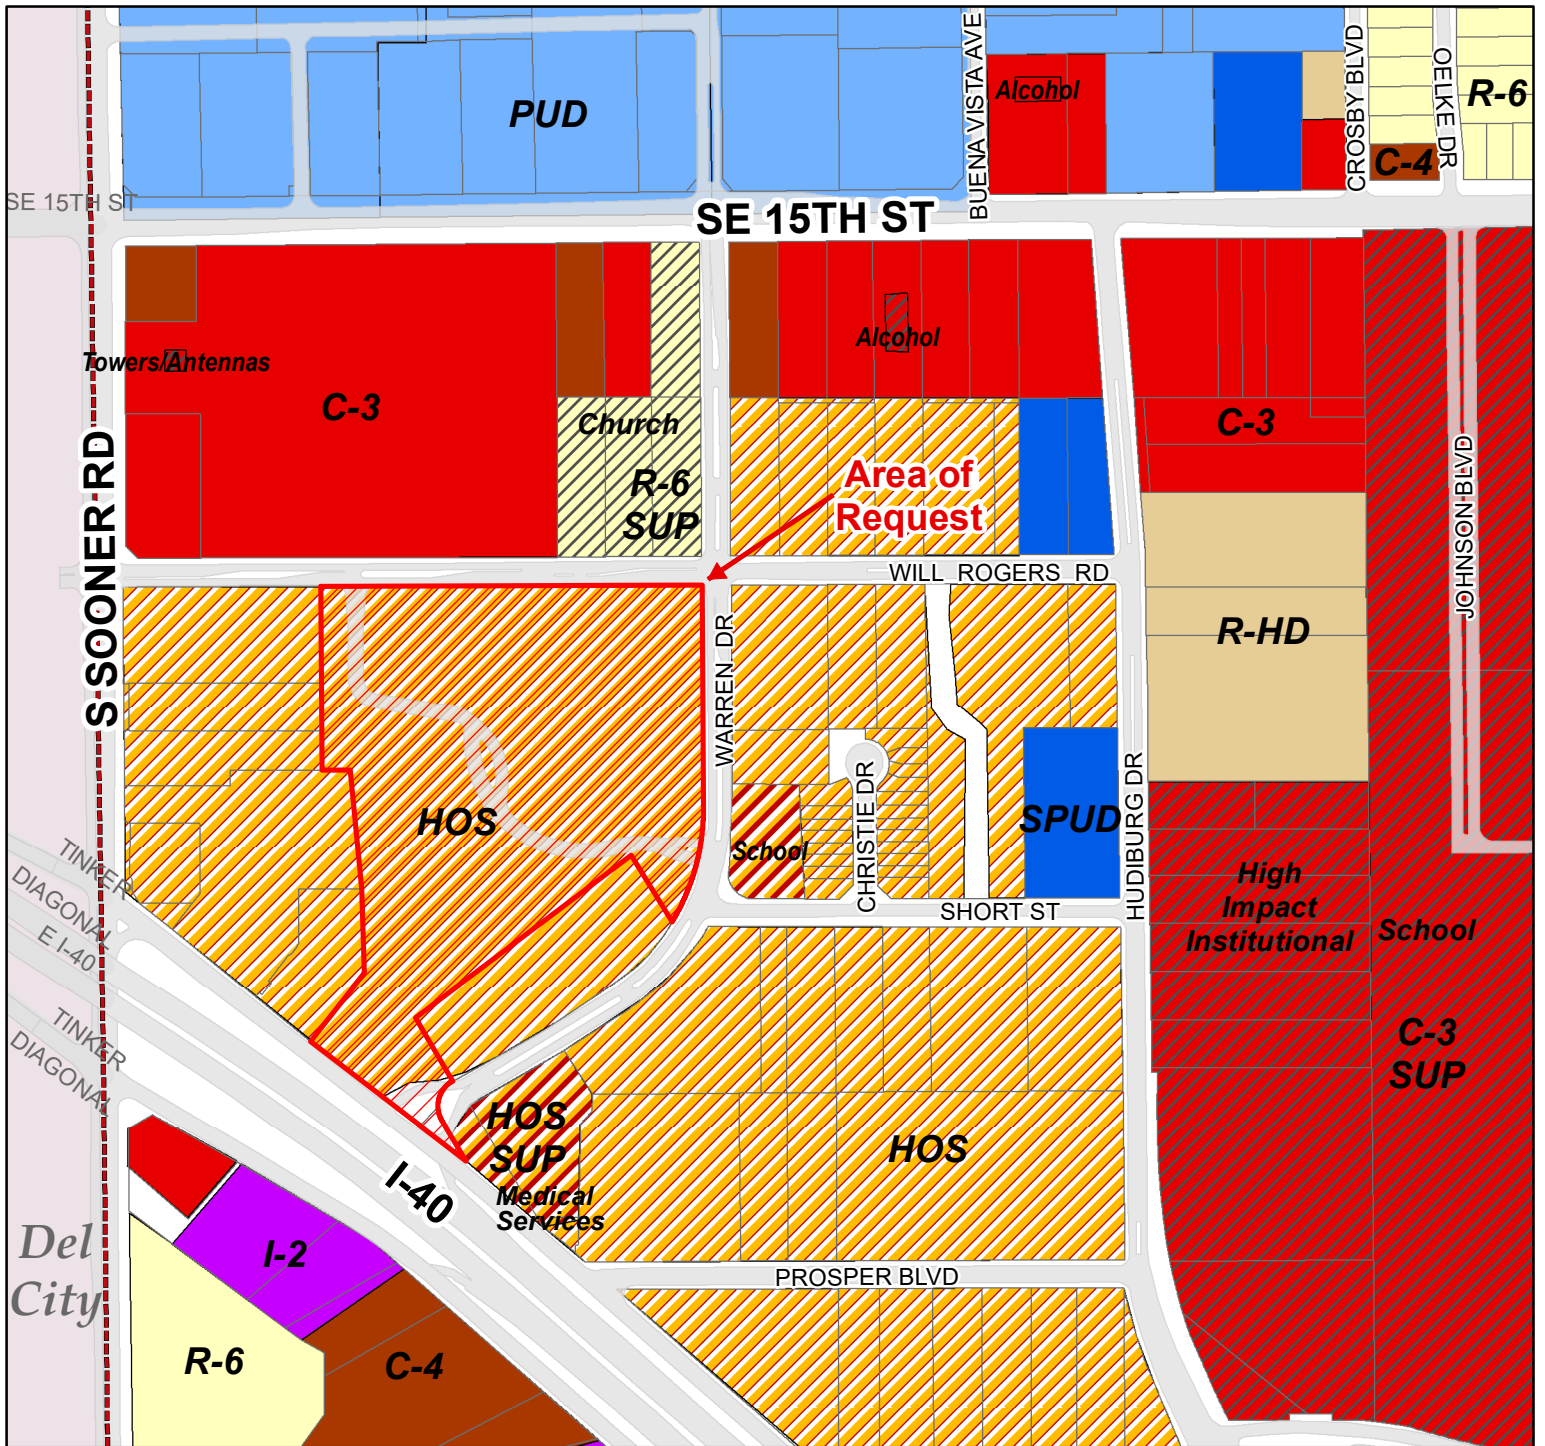 BUENA VISTA AVE
CROSBY BLVD
OELKE DR
PUD
Alcohol
R-6
C-4
SE 15TH ST
SE 15TH ST
Towers/Antennas
C-3
Church
R-6
SUP
Alcohol
C-3
Area of
Request
S SOONER RD
WILL ROGERS RD
WARREN DR
R-HD
JOHNSON BLVD
HOS
School
CHRISTIE DR
SPUD
HUDIBURG DR
SHORT ST
High
Impact
Institutional
School
C-3
SUP
TINKER
DIAGONAL
E I-40
TINKER
DIAGONAL
HOS
SUP
Medical
Services
HOS
I-40
Del
City
I-2
R-6
C-4
PROSPER BLVD